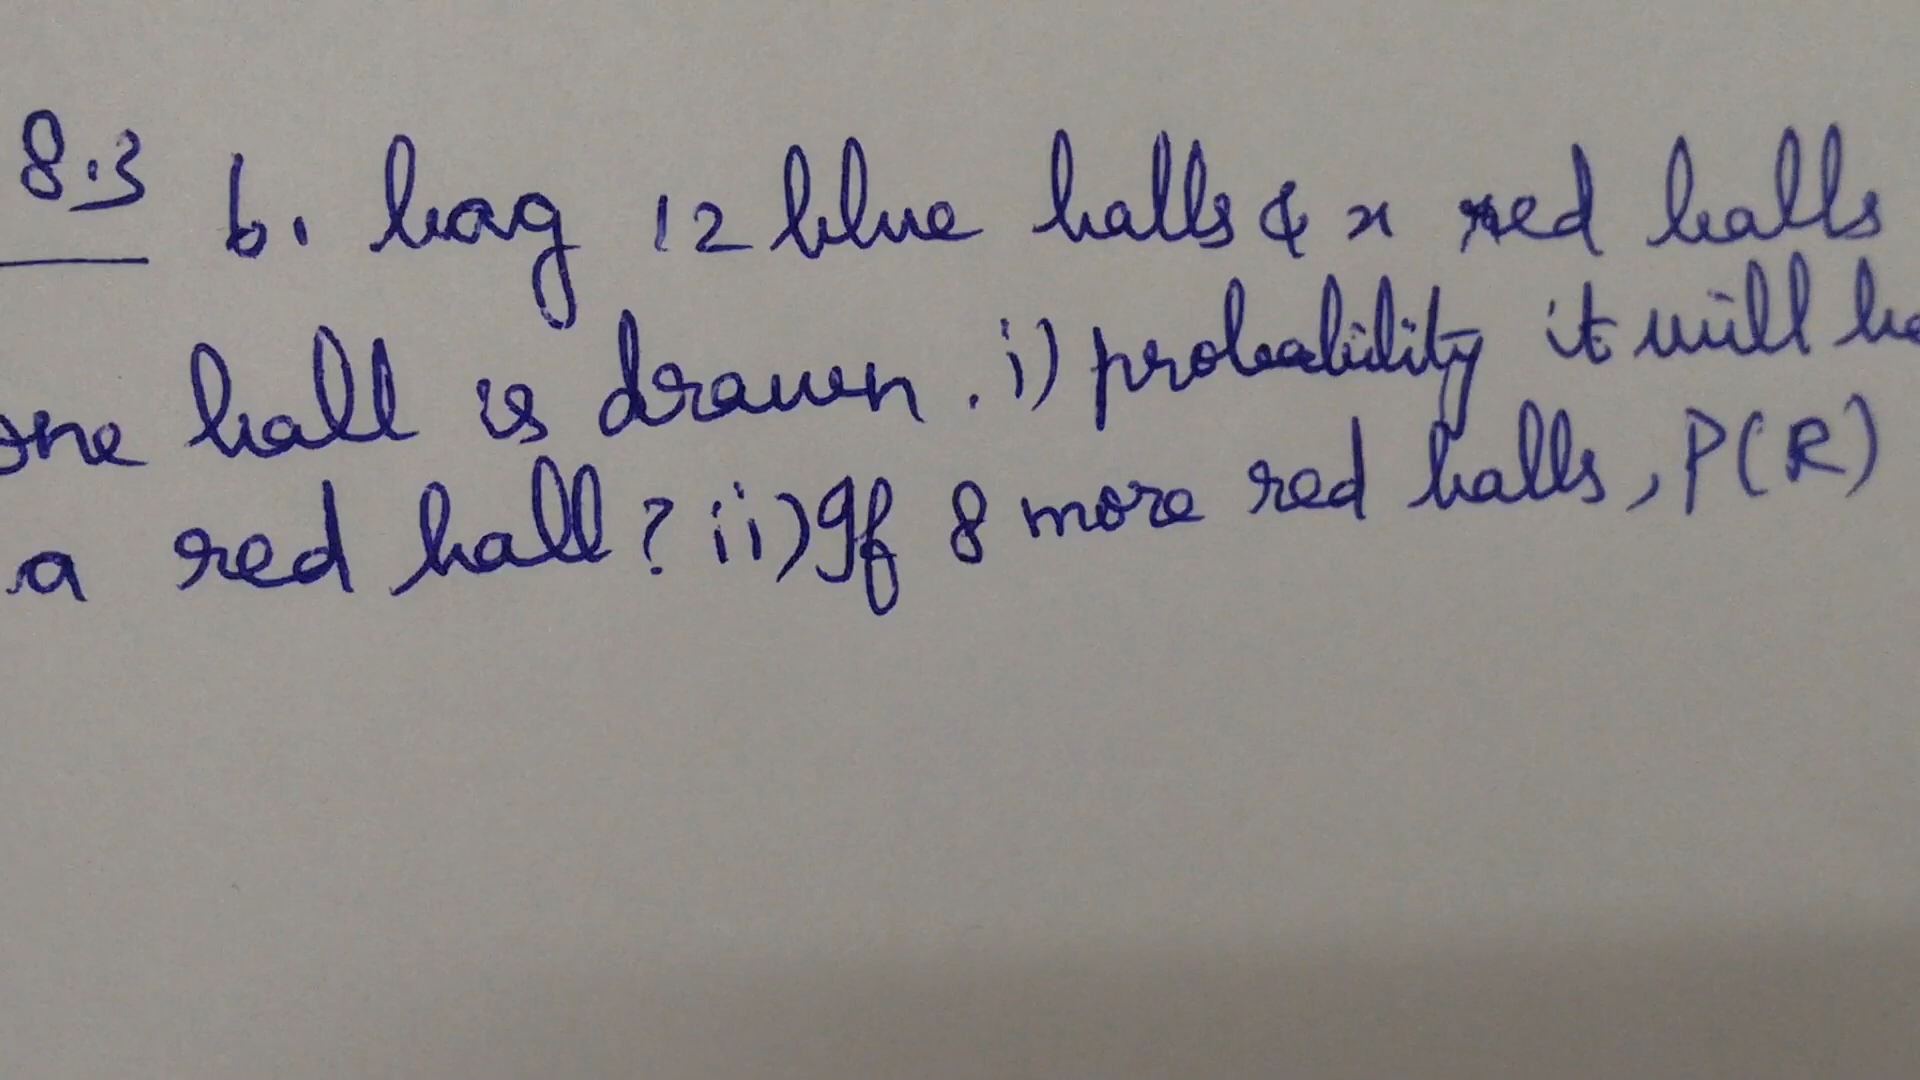 8.3 6. bag 12 blue balls & x red balls
one ball is drawn. i) probability it will be
a red ball? ii) If 8 more red balls, P(R)